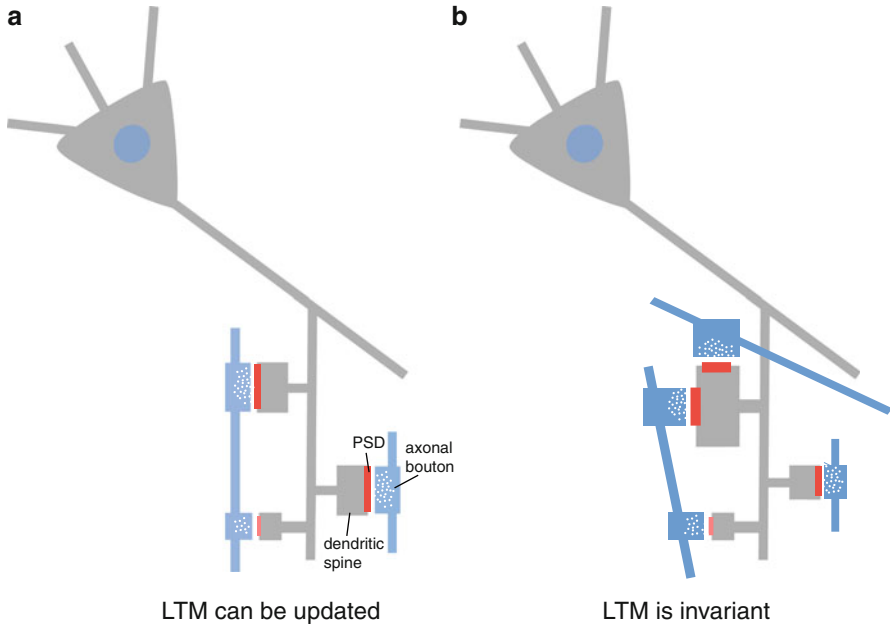 a
b
PSD
axonal
bouton
dendritic
spine
LTM can be updated
LTM is invariant